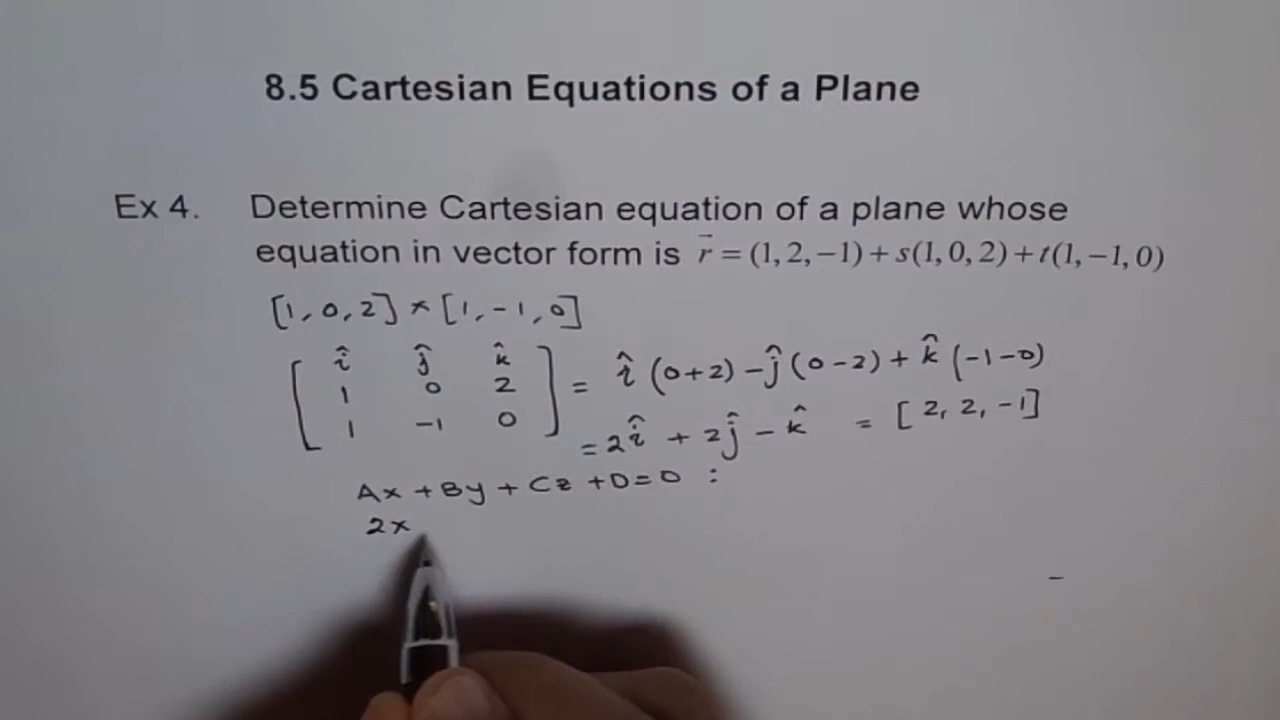 8.5 Cartesian Equations of a Plane
Ex 4. Determine Cartesian equation of a plane whose
equation in vector form is r⃗ = (1, 2, −1) + s(1, 0, 2) + t(1, −1, 0)
[1, 0, 2] × [1, -1, 0]
[ î ĵ k̂
1 0 2
1 -1 0 ] = î (0+2) - ĵ (0-2) + k̂ (-1-0)
= 2î + 2ĵ - k̂ = [2, 2, -1]
Ax + By + Cz + D = 0 :
2x